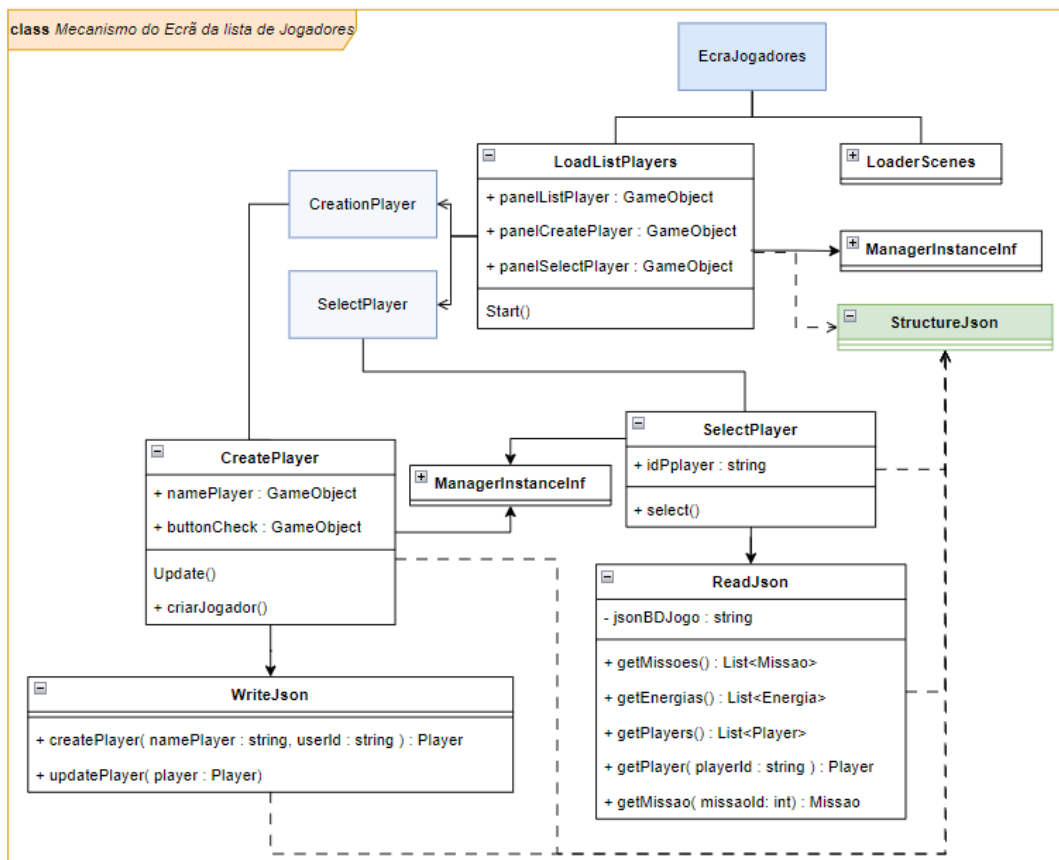 class Mecanismo do Ecrã da lista de Jogadores
EcraJogadores
LoadListPlayers
+ panelListPlayer : GameObject
+ panelCreatePlayer : GameObject
+ panelSelectPlayer : GameObject
Start()
LoaderScenes
CreationPlayer
ManagerInstanceInf
SelectPlayer
StructureJson
SelectPlayer
+ idPplayer : string
+ select()
CreatePlayer
+ namePlayer : GameObject
+ buttonCheck : GameObject
Update()
+ criarJogador()
ManagerInstanceInf
ReadJson
- jsonBDJogo : string
+ getMissoes() : List<Missao>
+ getEnergias() : List<Energia>
+ getPlayers() : List<Player>
+ getPlayer( playerId : string ) : Player
+ getMissao( missaoId: int) : Missao
WriteJson
+ createPlayer( namePlayer : string, userId : string ) : Player
+ updatePlayer( player : Player)